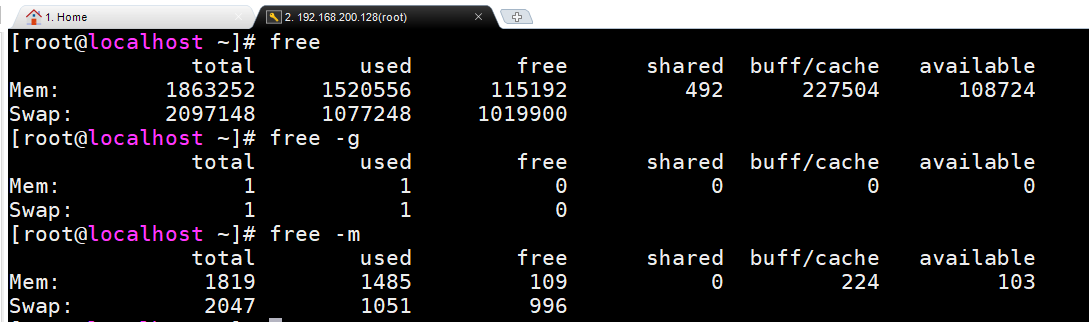 1. Home 2. 192.168.200.128(root)
[root@localhost ~]# free
total used free shared buff/cache available
Mem: 1863252 1520556 115192 492 227504 108724
Swap: 2097148 1077248 1019900
[root@localhost ~]# free -g
total used free shared buff/cache available
Mem: 1 1 0 0 0 0
Swap: 1 1 0
[root@localhost ~]# free -m
total used free shared buff/cache available
Mem: 1819 1485 109 0 224 103
Swap: 2047 1051 996